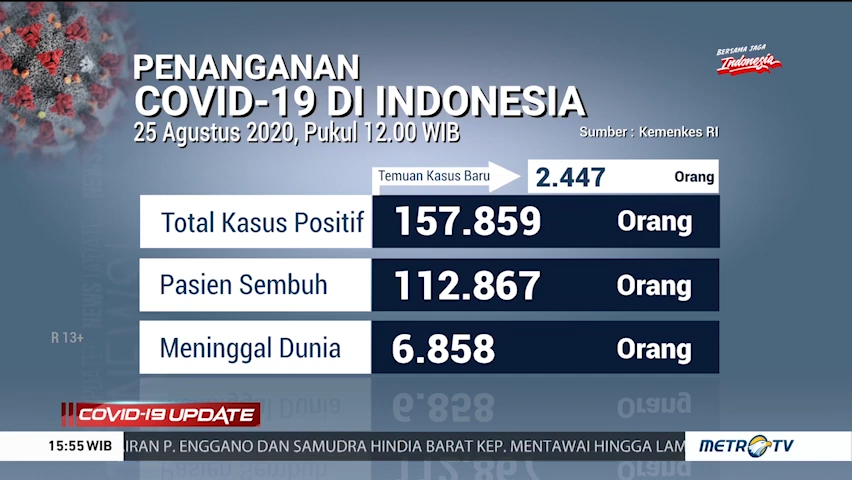 BERSAMA JAGA
Indonesia
PENANGANAN
COVID-19 DI INDONESIA
25 Agustus 2020, Pukul 12.00 WIB
Sumber : Kemenkes RI
Temuan Kasus Baru 2.447 Orang
Total Kasus Positif 157.859 Orang
Pasien Sembuh 112.867 Orang
R 13+
Meninggal Dunia 6.858 Orang
COVID-19 UPDATE
15:55 WIB AIRAN P. ENGGANO DAN SAMUDRA HINDIA BARAT KEP. MENTAWAI HINGGA LAM METRO TV